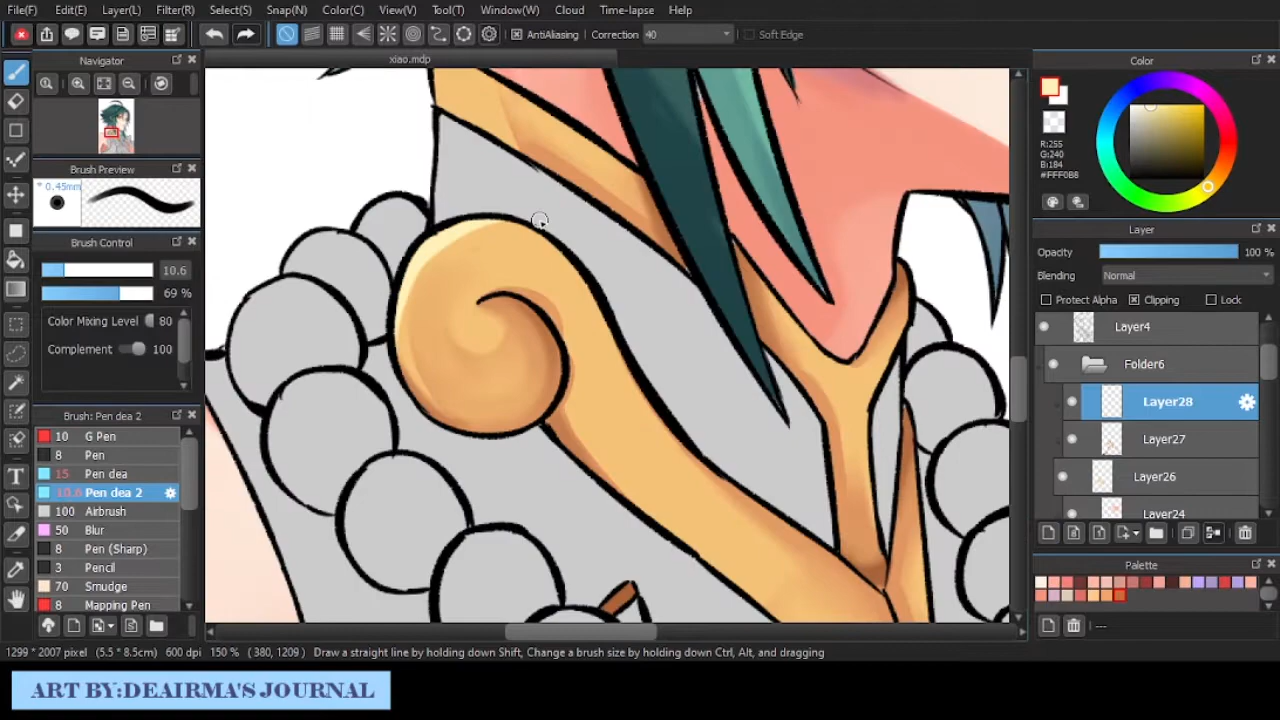 File(F) Edit(E) Layer(L) Filter(R) Select(S) Snap(N) Color(C) View(V) Tool(T) Window(W) Cloud Time-lapse Help
AntiAliasing Correction 40 Soft Edge
Navigator
xiao.mdp
Color
R:255
G:240
B:184
#FFF0B8
Brush Preview
* 0.45mm
Brush Control
10.6
69 %
Color Mixing Level 80
Complement 100
Layer
Opacity 100 %
Blending Normal
Protect Alpha Clipping Lock
Layer4
Folder6
Layer28
Layer27
Layer26
Layer24
Brush: Pen dea 2
10 G Pen
8 Pen
15 Pen dea
10.6 Pen dea 2
100 Airbrush
50 Blur
8 Pen (Sharp)
3 Pencil
70 Smudge
8 Mapping Pen
Palette
---
1299 * 2007 pixel (5.5 * 8.5cm) 600 dpi 150 % ( 380, 1209 ) Draw a straight line by holding down Shift, Change a brush size by holding down Ctrl, Alt, and dragging
ART BY:DEAIRMA'S JOURNAL